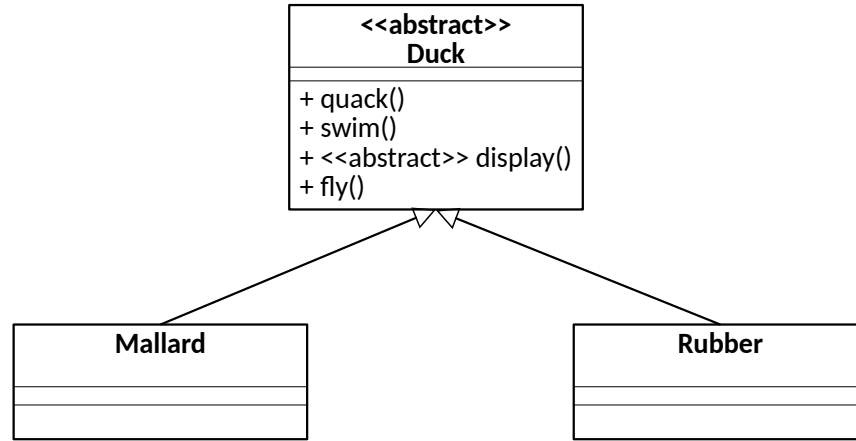 <<abstract>>
Duck
+ quack()
+ swim()
+ <<abstract>> display()
+ fly()
Mallard
Rubber